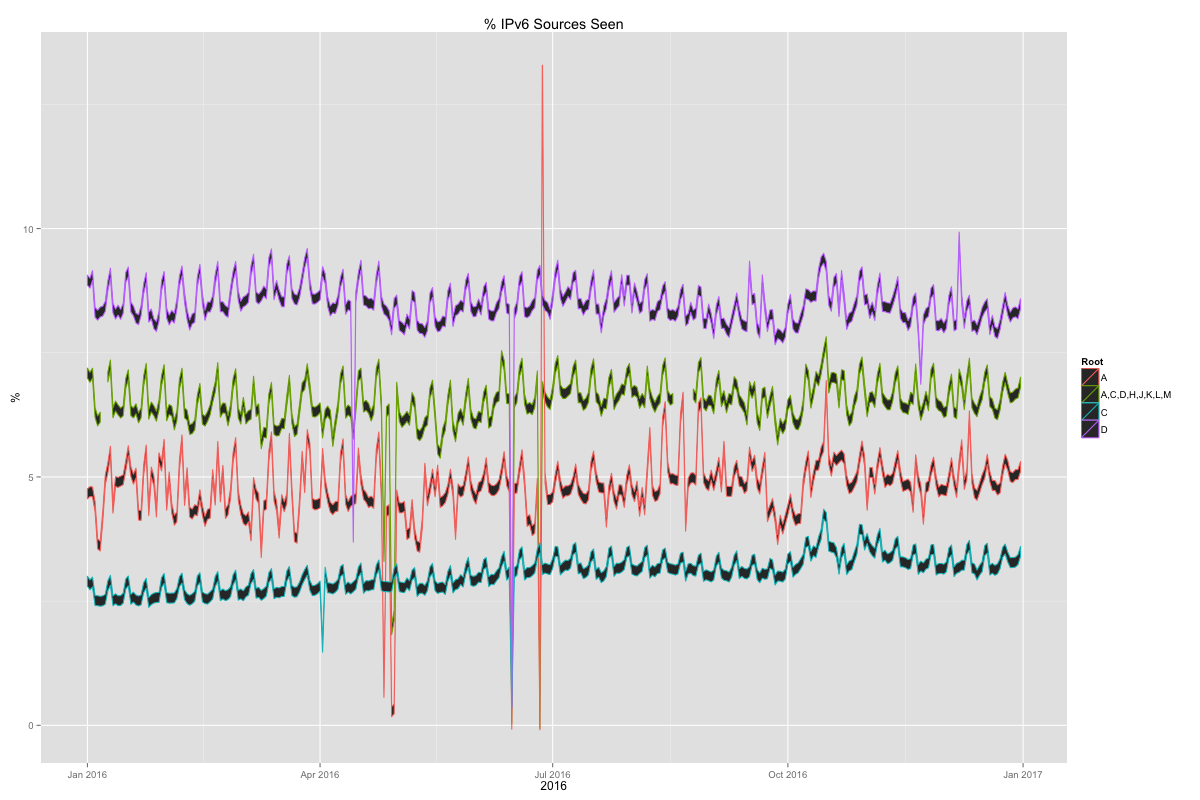 % IPv6 Sources Seen
10
5
0
%
Jan 2016
Apr 2016
Jul 2016
Oct 2016
Jan 2017
2016
Root
A
A,C,D,H,J,K,L,M
C
D